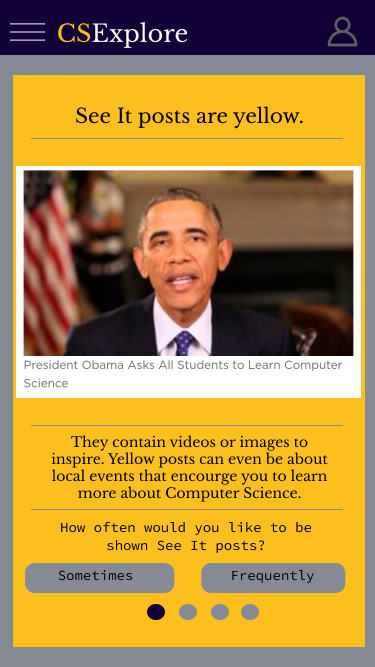 CSExplore
See It posts are yellow.
President Obama Asks All Students to Learn Computer
Science
They contain videos or images to
inspire. Yellow posts can even be about
local events that encourge you to learn
more about Computer Science.
How often would you like to be
shown See It posts?
Sometimes
Frequently